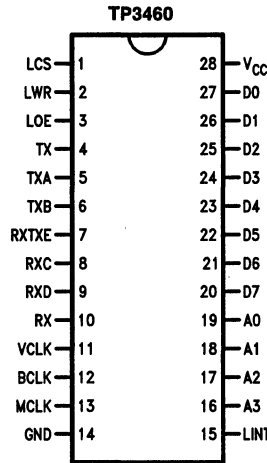 TP3460
LCS 1 28 VCC
LWR 2 27 D0
LOE 3 26 D1
TX 4 25 D2
TXA 5 24 D3
TXB 6 23 D4
RXTXE 7 22 D5
RXC 8 21 D6
RXD 9 20 D7
RX 10 19 A0
VCLK 11 18 A1
BCLK 12 17 A2
MCLK 13 16 A3
GND 14 15 LINT